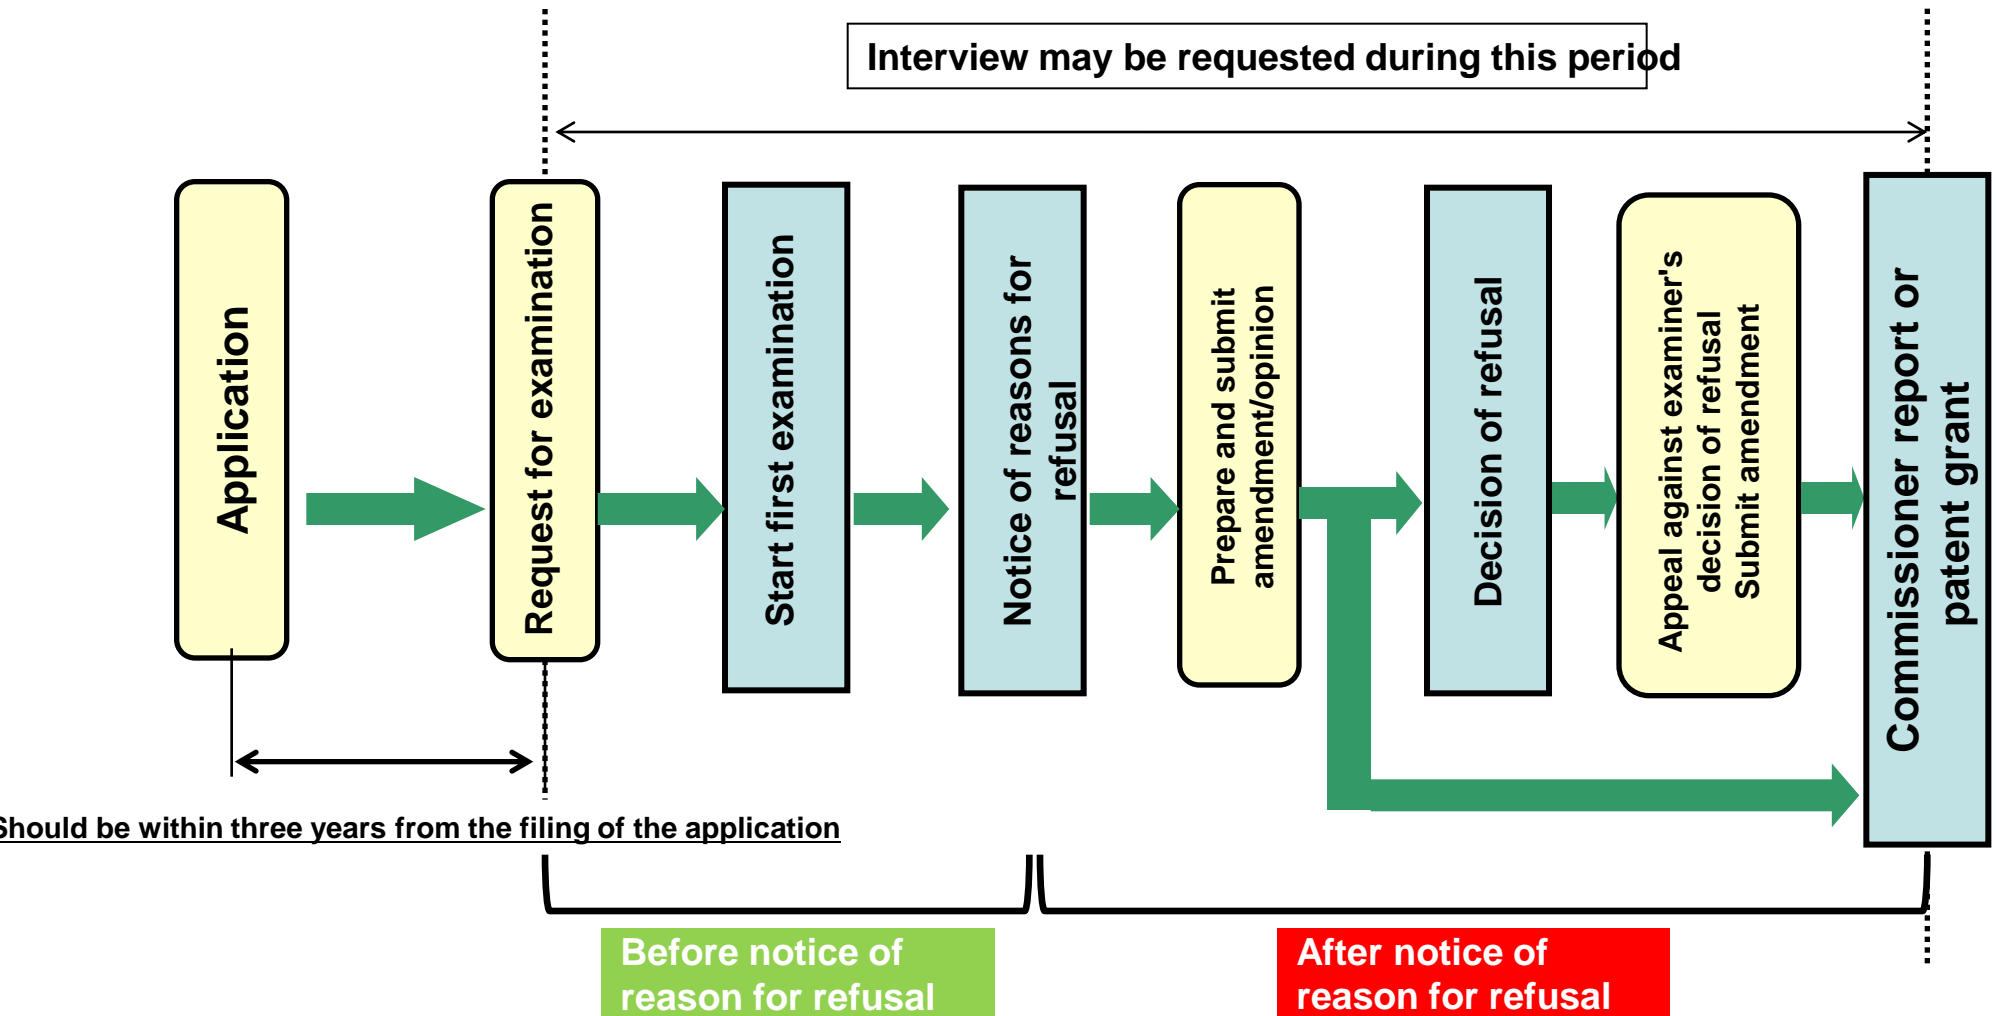 Interview may be requested during this period
Application
Request for examination
Start first examination
Notice of reasons for
refusal
Prepare and submit
amendment/opinion
Decision of refusal
Appeal against examiner's
decision of refusal
Submit amendment
Commissioner report or
patent grant
Should be within three years from the filing of the application
Before notice of
reason for refusal
After notice of
reason for refusal